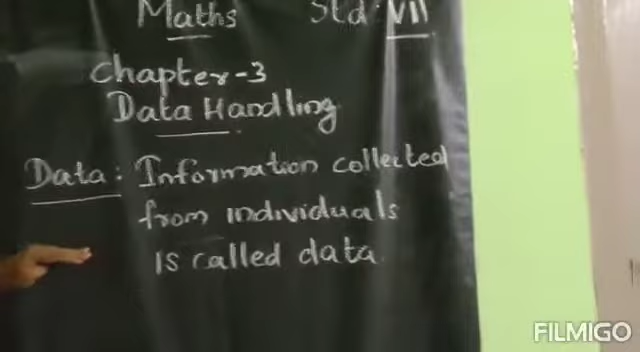 Maths Std: VII
Chapter-3
Data Handling
Data: Information collected
from individuals
is called data.
FILMIGO